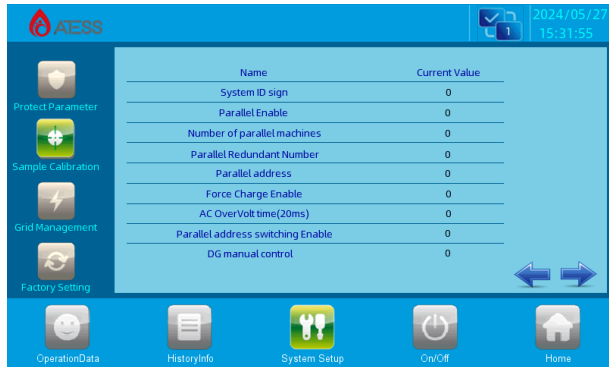 ATESS
1
2024/05/27
15:31:55
Protect Parameter
Sample Calibration
Grid Management
Factory Setting
Name Current Value
System ID sign 0
Parallel Enable 0
Number of parallel machines 0
Parallel Redundant Number 0
Parallel address 0
Force Charge Enable 0
AC OverVolt time(20ms) 0
Parallel address switching Enable 0
DG manual control 0
OperationData HistoryInfo System Setup On/Off Home